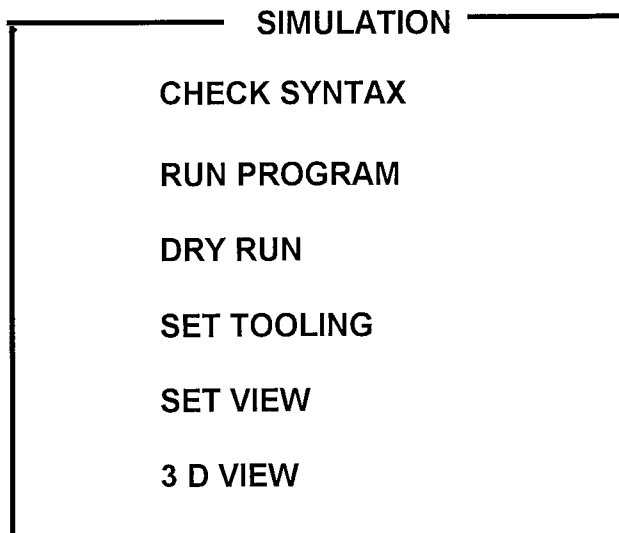 SIMULATION
CHECK SYNTAX
RUN PROGRAM
DRY RUN
SET TOOLING
SET VIEW
3 D VIEW